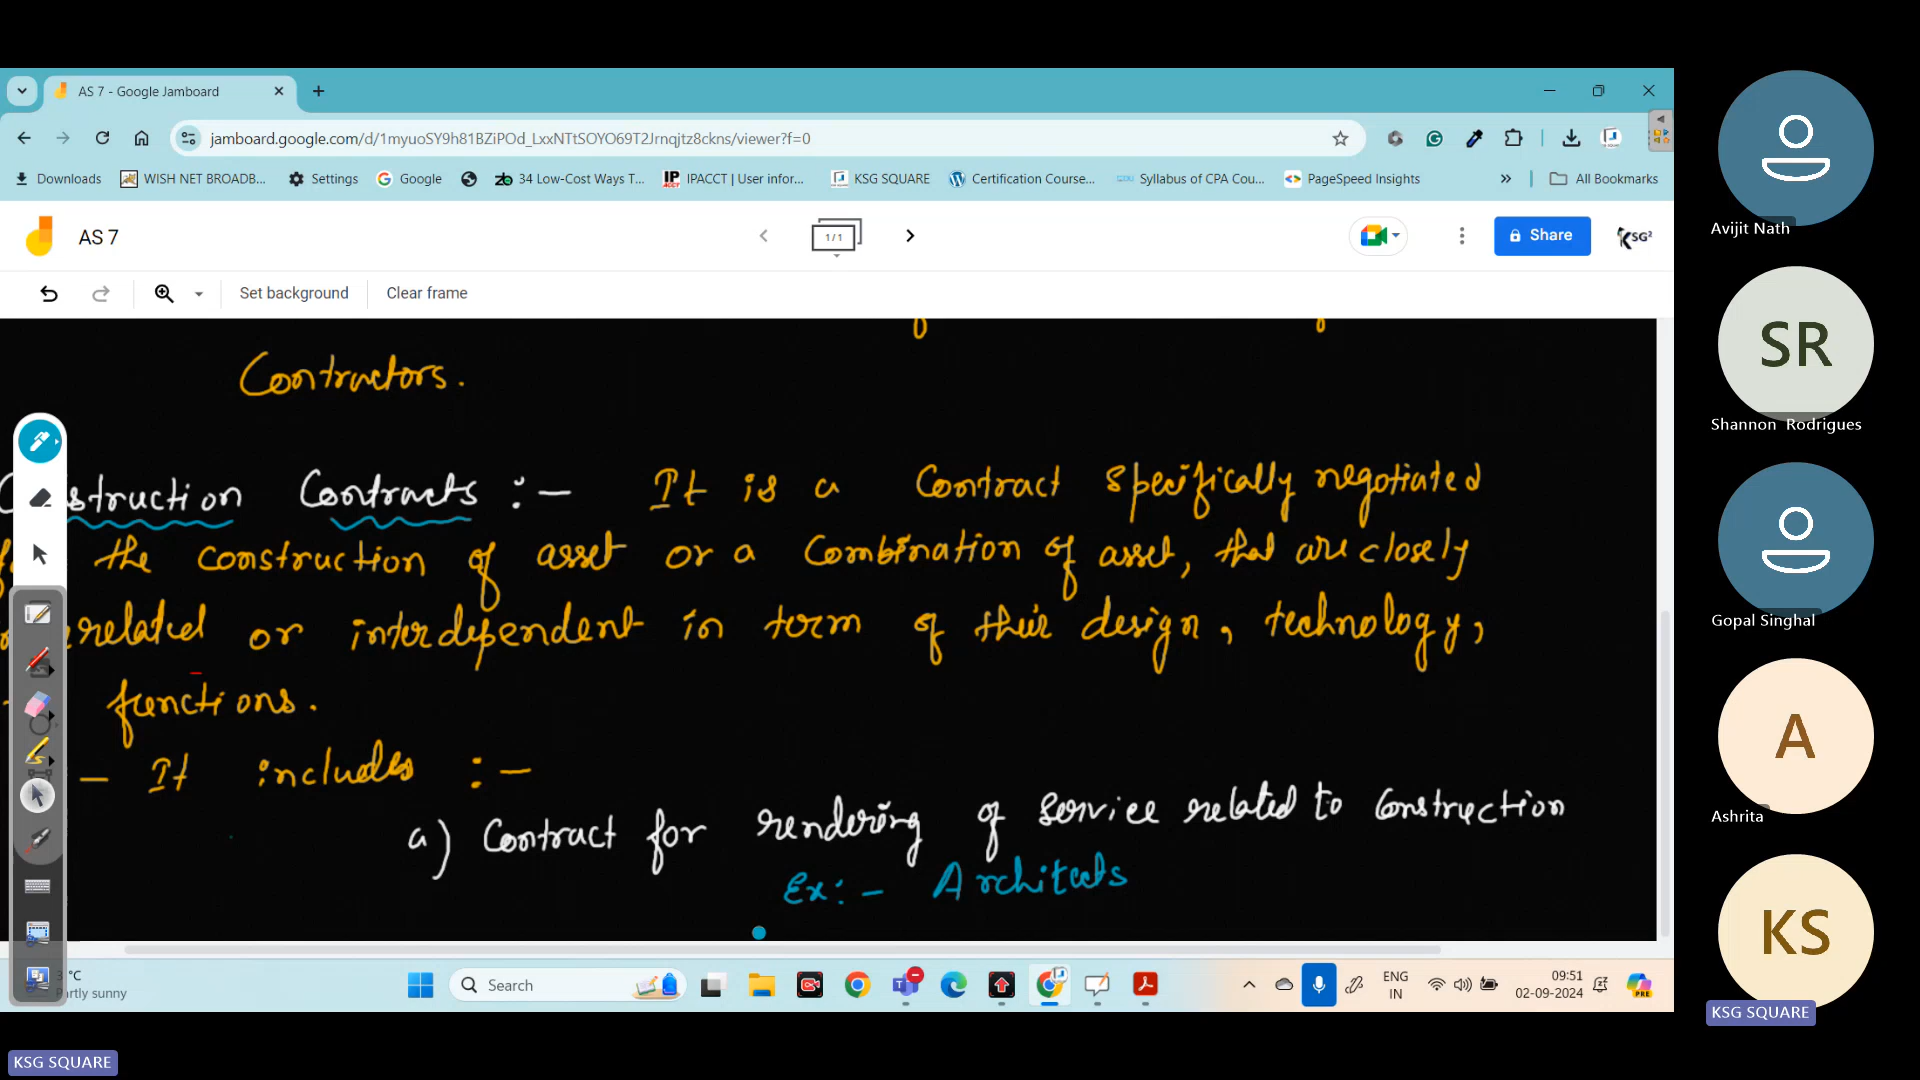 AS 7 - Google Jamboard
jamboard.google.com/d/1myuoSY9h81BZiPOd_LxxNTtSOYO69T2Jrnqjtz8ckns/viewer?f=0
Downloads WISH NET BROADB... Settings Google 34 Low-Cost Ways T... IPACCT | User infor... KSG SQUARE Certification Course... Syllabus of CPA Cou... PageSpeed Insights » All Bookmarks
AS 7 1 / 1 Share KSG²
Set background Clear frame
Contractors.
struction Contracts :- It is a Contract specifically negotiated
the construction of asset or a Combination of asset, that are closely
related or interdependent in term of their design, technology,
functions.
- It includes :-
a) Contract for rendering of service related to Construction
Ex:- Architects
°C
artly sunny
Search
ENG
IN
09:51
02-09-2024
Avijit Nath
SR
Shannon Rodrigues
Gopal Singhal
A
Ashrita
KS
KSG SQUARE
KSG SQUARE